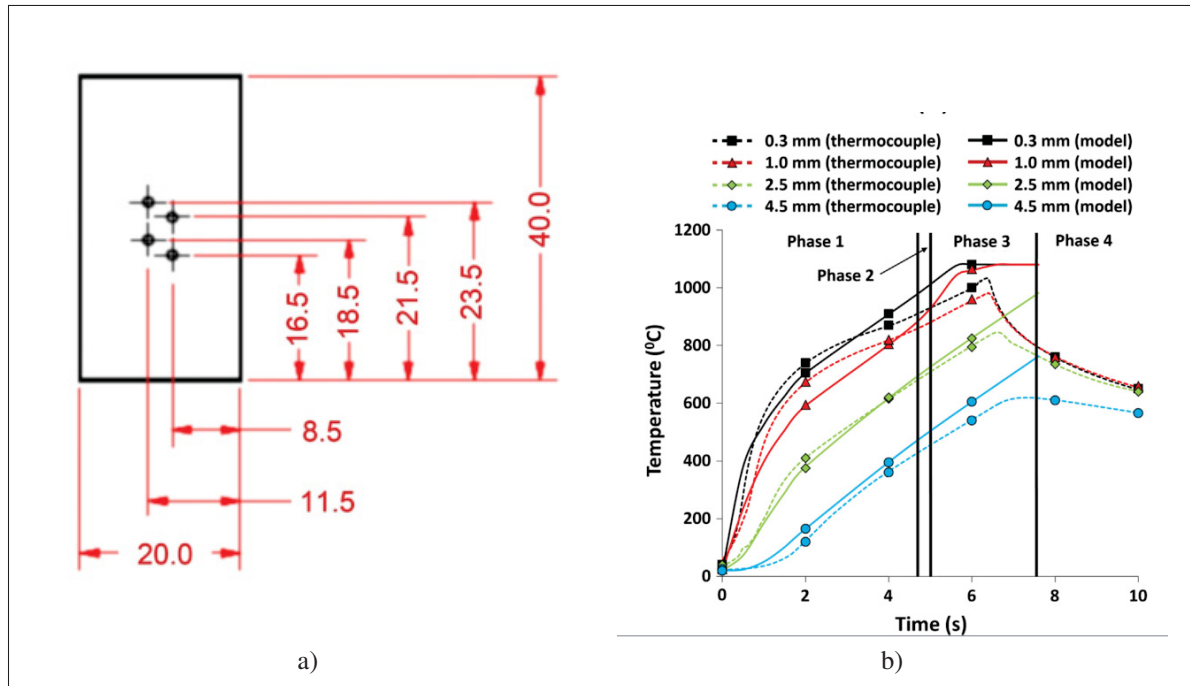 40.0
23.5
21.5
18.5
16.5
8.5
11.5
20.0
a)
0.3 mm (thermocouple) 0.3 mm (model)
1.0 mm (thermocouple) 1.0 mm (model)
2.5 mm (thermocouple) 2.5 mm (model)
4.5 mm (thermocouple) 4.5 mm (model)
1200
1000
800
600
400
200
0
Temperature (⁰C)
Phase 1 Phase 3 Phase 4
Phase 2
0 2 4 6 8 10
Time (s)
b)